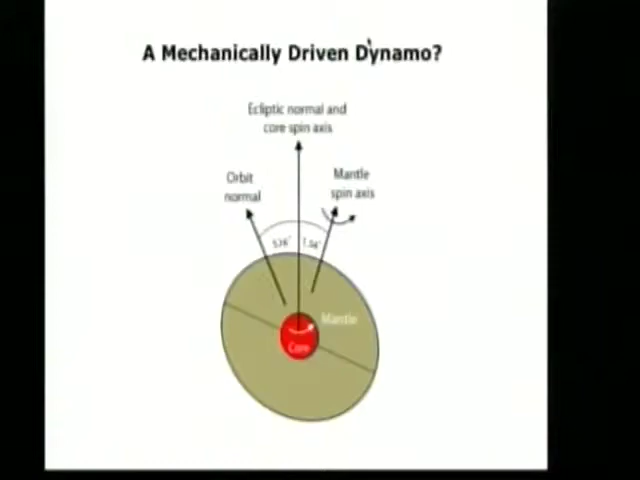 A Mechanically Driven Dynamo?
Ecliptic normal and
core spin axis
Orbit
normal
Mantle
spin axis
Mantle
Core